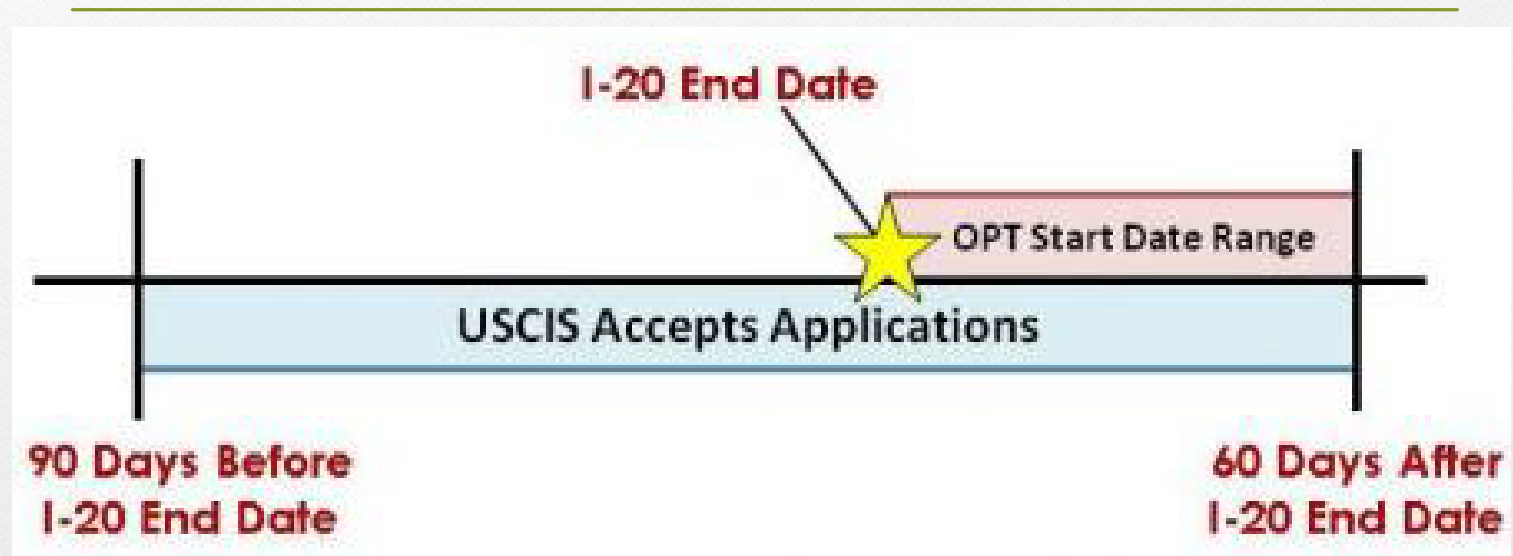 I-20 End Date
OPT Start Date Range
USCIS Accepts Applications
90 Days Before
I-20 End Date
60 Days After
I-20 End Date